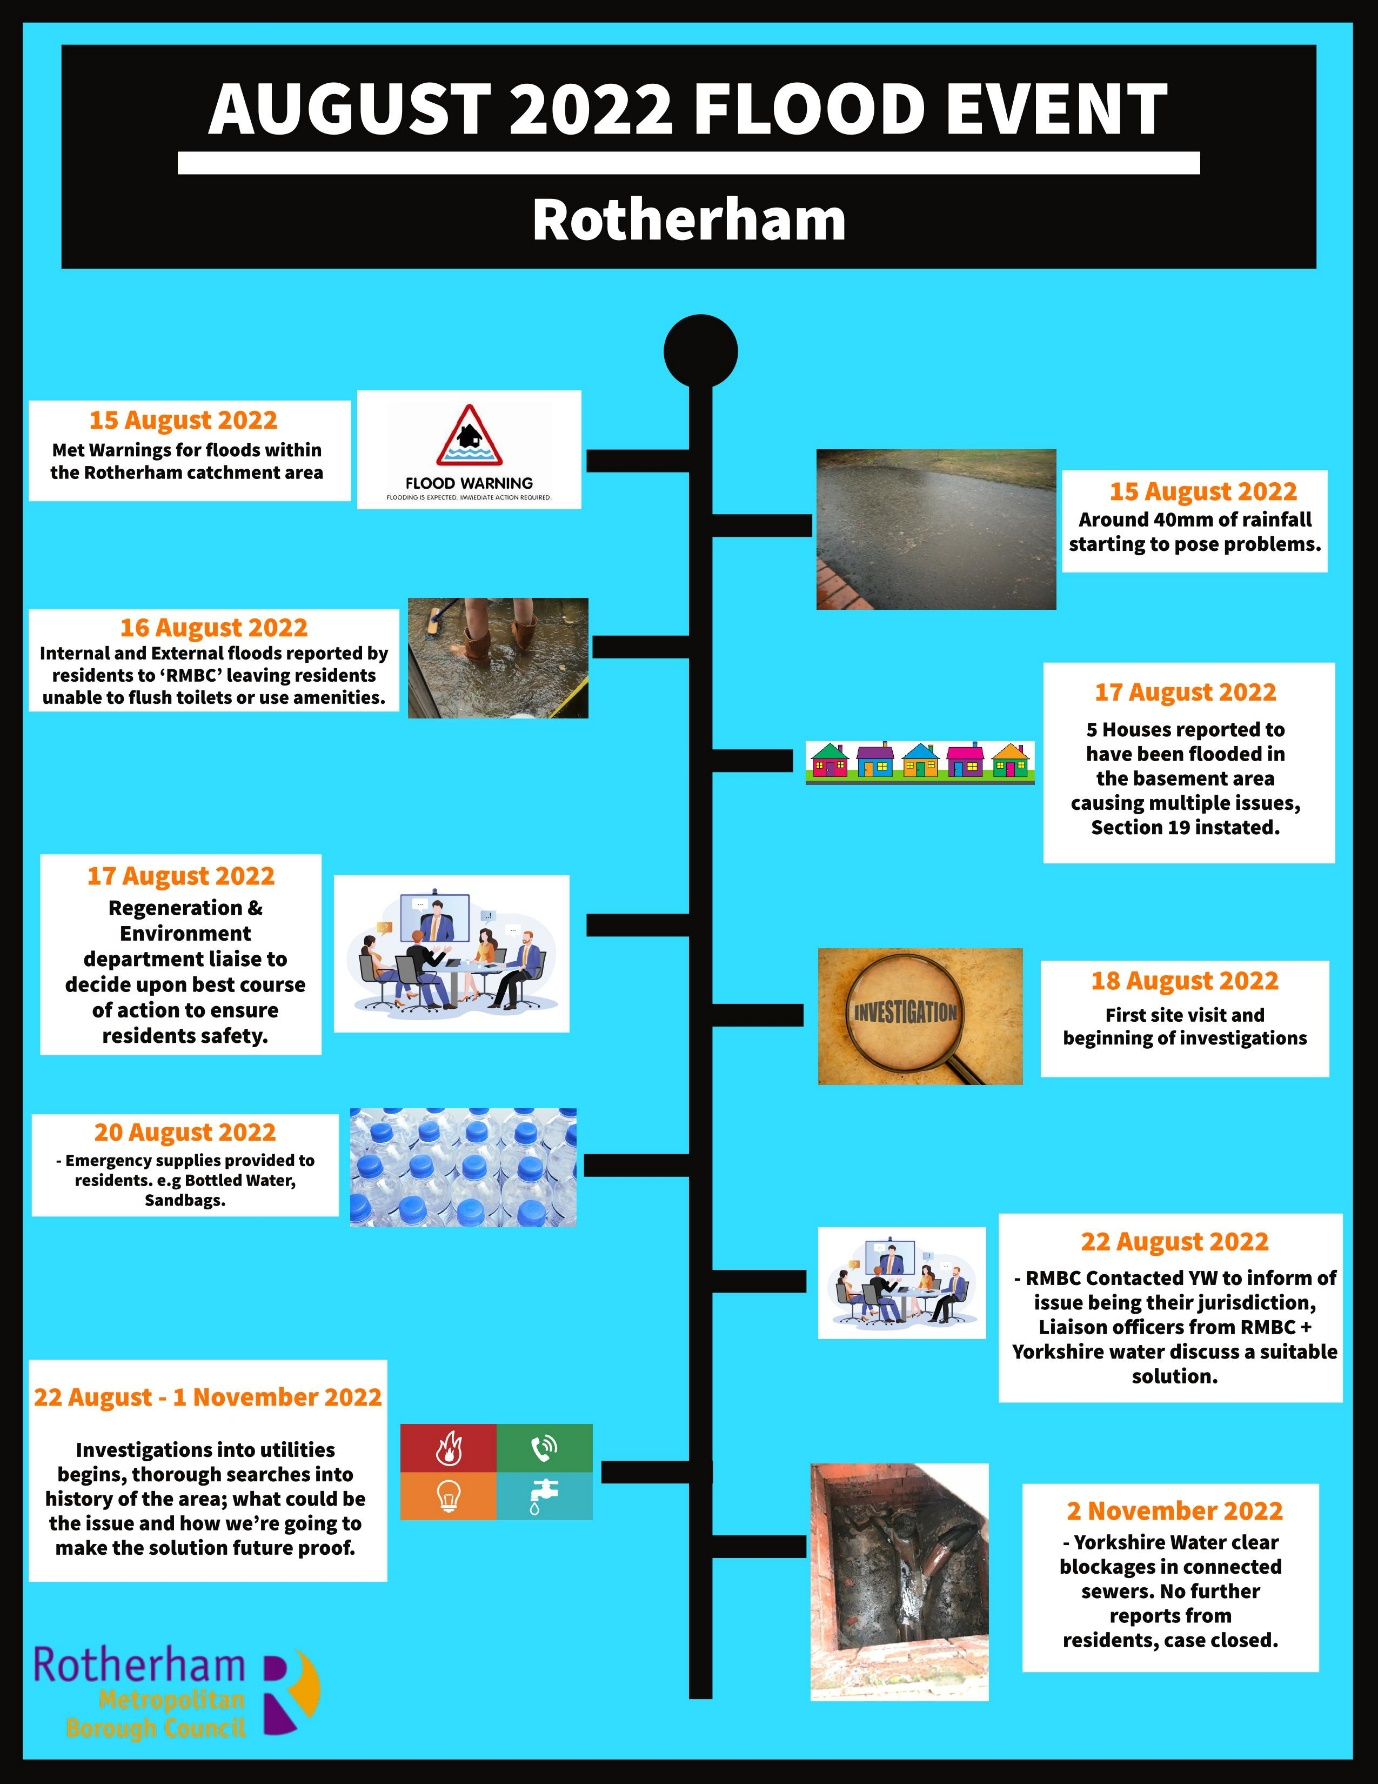 AUGUST 2022 FLOOD EVENT
Rotherham
15 August 2022
Met Warnings for floods within
the Rotherham catchment area
FLOOD WARNING
FLOODING IS EXPECTED. IMMEDIATE ACTION REQUIRED.
15 August 2022
Around 40mm of rainfall
starting to pose problems.
16 August 2022
Internal and External floods reported by
residents to ‘RMBC’ leaving residents
unable to flush toilets or use amenities.
17 August 2022
5 Houses reported to
have been flooded in
the basement area
causing multiple issues,
Section 19 instated.
17 August 2022
Regeneration &
Environment
department liaise to
decide upon best course
of action to ensure
residents safety.
INVESTIGATION
18 August 2022
First site visit and
beginning of investigations
20 August 2022
- Emergency supplies provided to
residents. e.g Bottled Water,
Sandbags.
22 August 2022
- RMBC Contacted YW to inform of
issue being their jurisdiction,
Liaison officers from RMBC +
Yorkshire water discuss a suitable
solution.
22 August - 1 November 2022
Investigations into utilities
begins, thorough searches into
history of the area; what could be
the issue and how we’re going to
make the solution future proof.
2 November 2022
- Yorkshire Water clear
blockages in connected
sewers. No further
reports from
residents, case closed.
Rotherham
Metropolitan
Borough Council